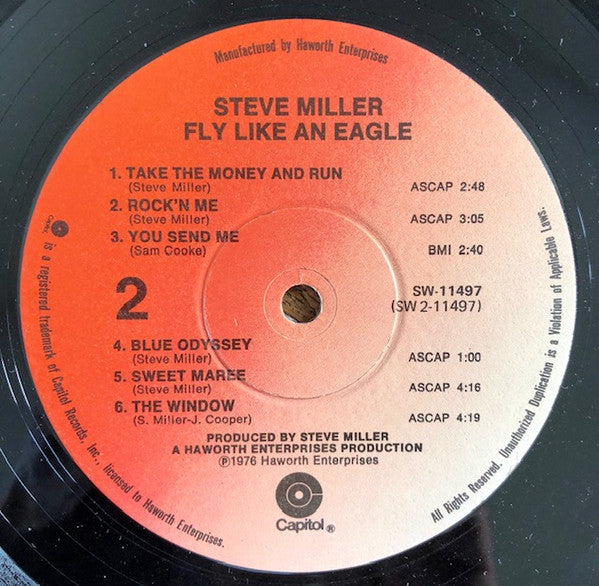 Manufactured by Haworth Enterprises
STEVE MILLER
FLY LIKE AN EAGLE
1. TAKE THE MONEY AND RUN
(Steve Miller) ASCAP 2:48
2. ROCK'N ME
(Steve Miller) ASCAP 3:05
3. YOU SEND ME
(Sam Cooke) BMI 2:40
2 SW-11497
(SW 2-11497)
4. BLUE ODYSSEY
(Steve Miller) ASCAP 1:00
5. SWEET MAREE
(Steve Miller) ASCAP 4:16
6. THE WINDOW
(S. Miller-J. Cooper) ASCAP 4:19
PRODUCED BY STEVE MILLER
A HAWORTH ENTERPRISES PRODUCTION
Ⓟ1976 Haworth Enterprises
Capitol®
is a registered trademark of Capitol Records, Inc., licensed to Haworth Enterprises.
All Rights Reserved. Unauthorized Duplication is a Violation of Applicable Laws.